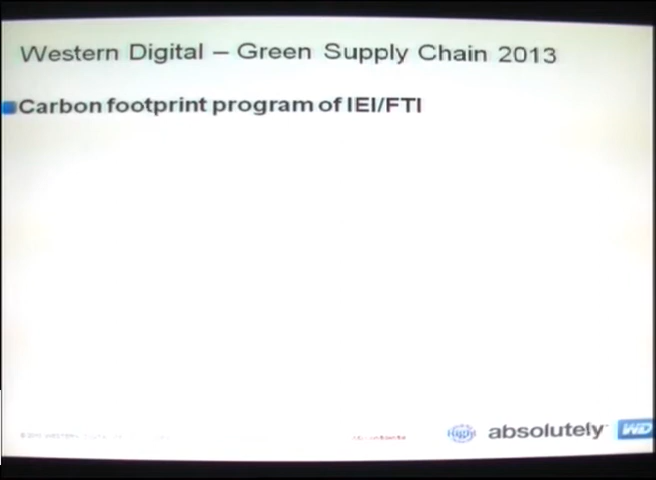 Western Digital – Green Supply Chain 2013
Carbon footprint program of IEI/FTI
absolutely WD